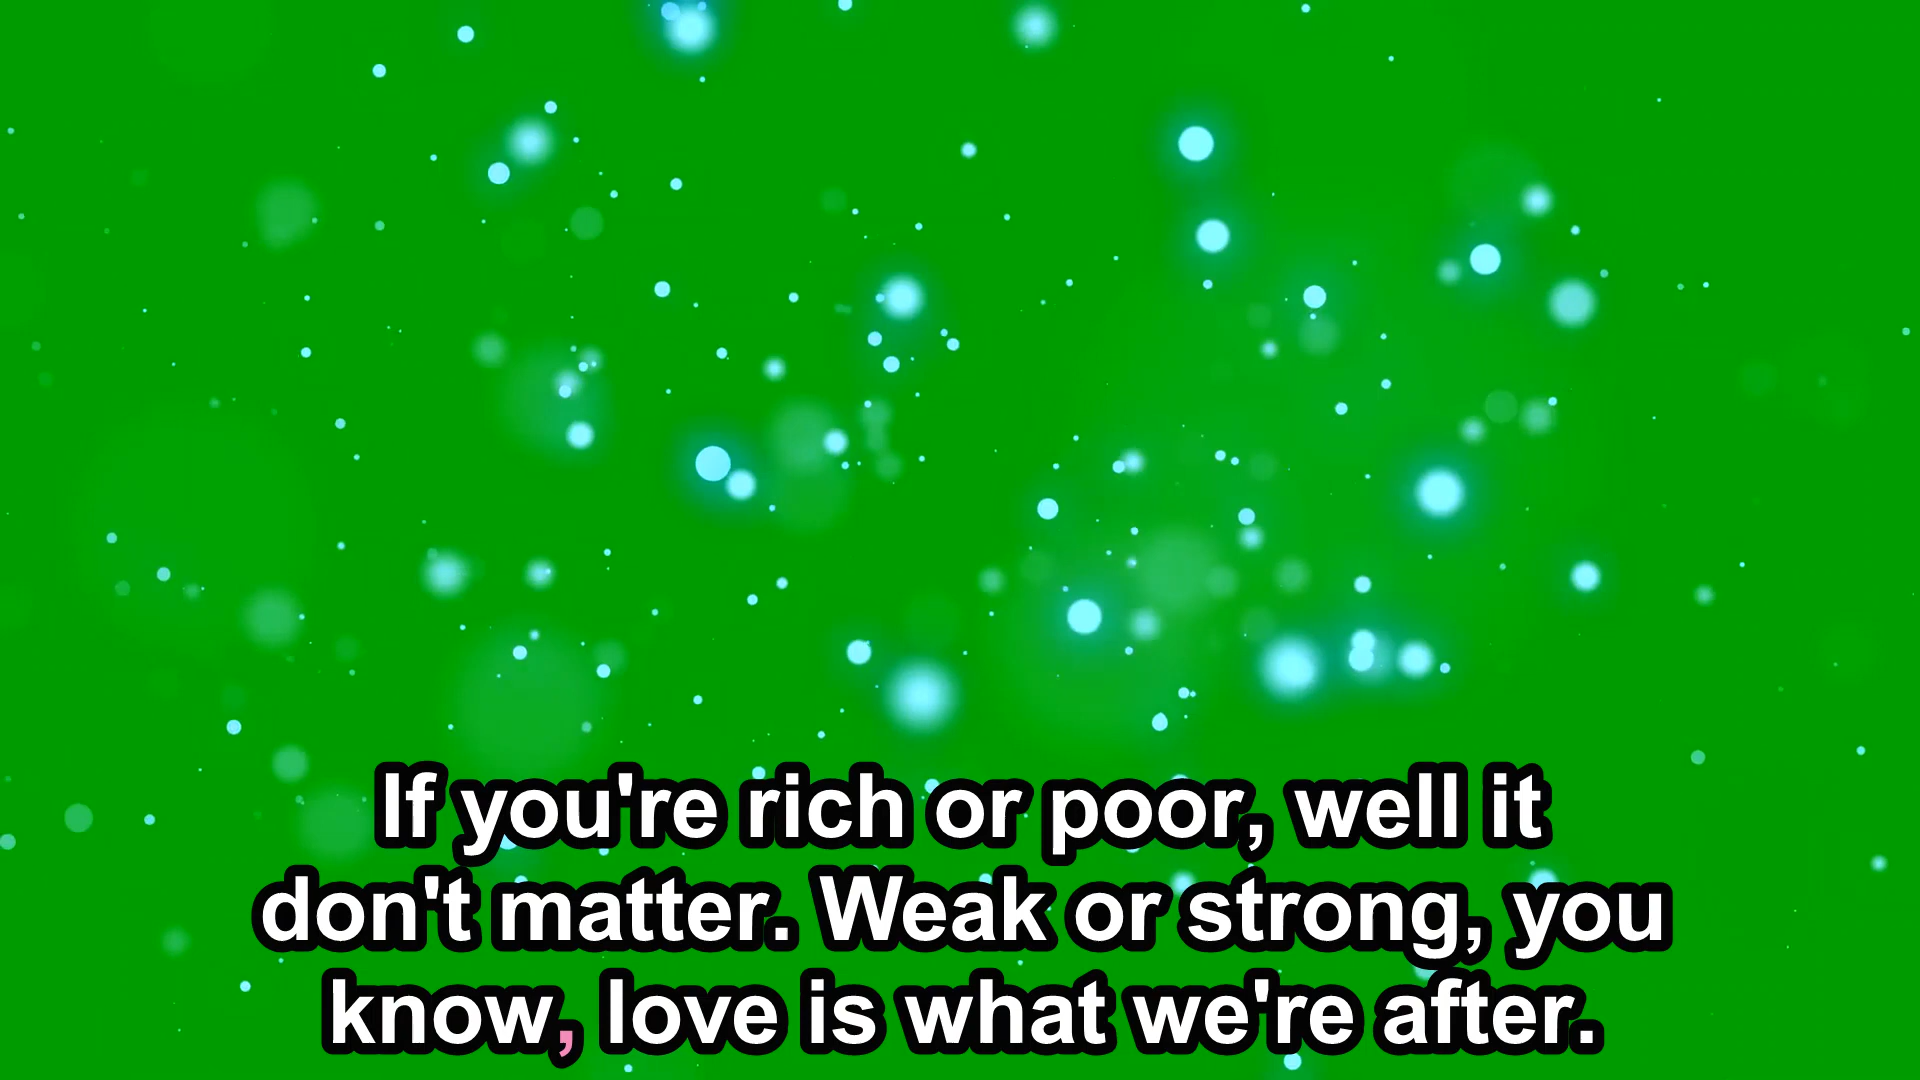 If you're rich or poor, well it
don't matter. Weak or strong, you
know, love is what we're after.